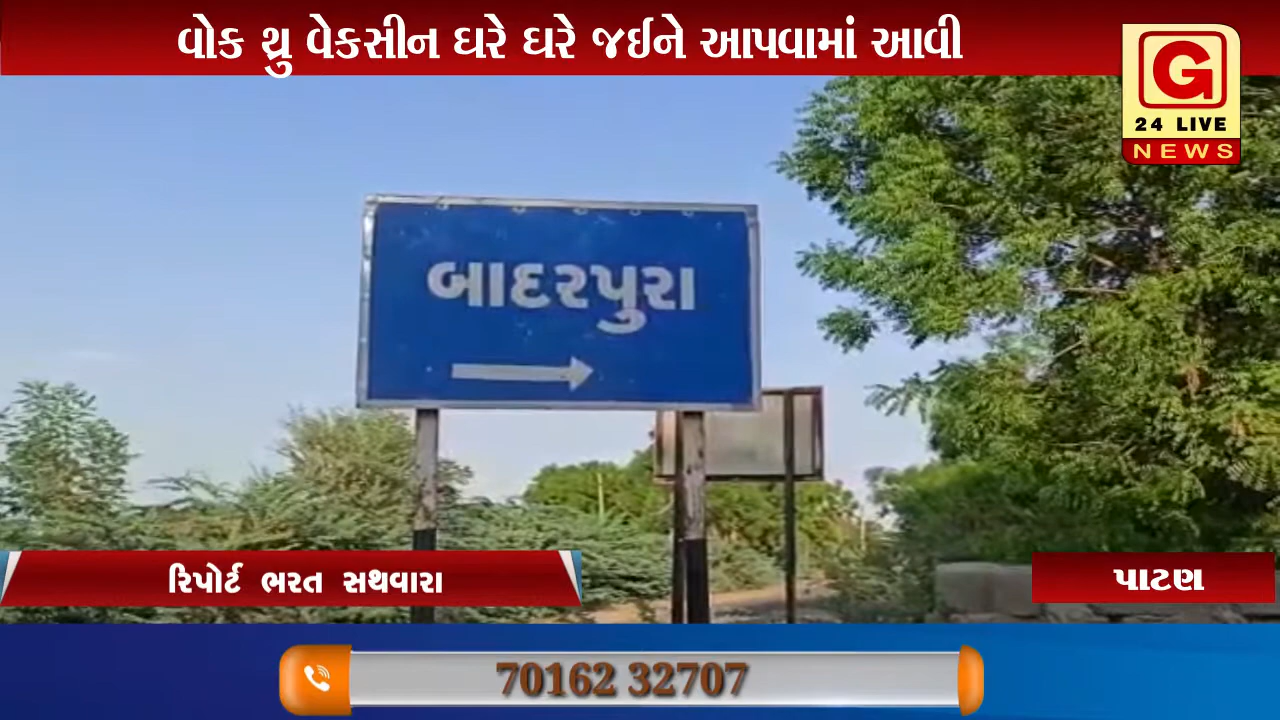 વોક થ્રુ વેકસીન ઘરે ઘરે જઈને આપવામાં આવી
G
24 LIVE
NEWS
બાદરપુરા
રિપોર્ટ ભરત સથવારા
પાટણ
70162 32707